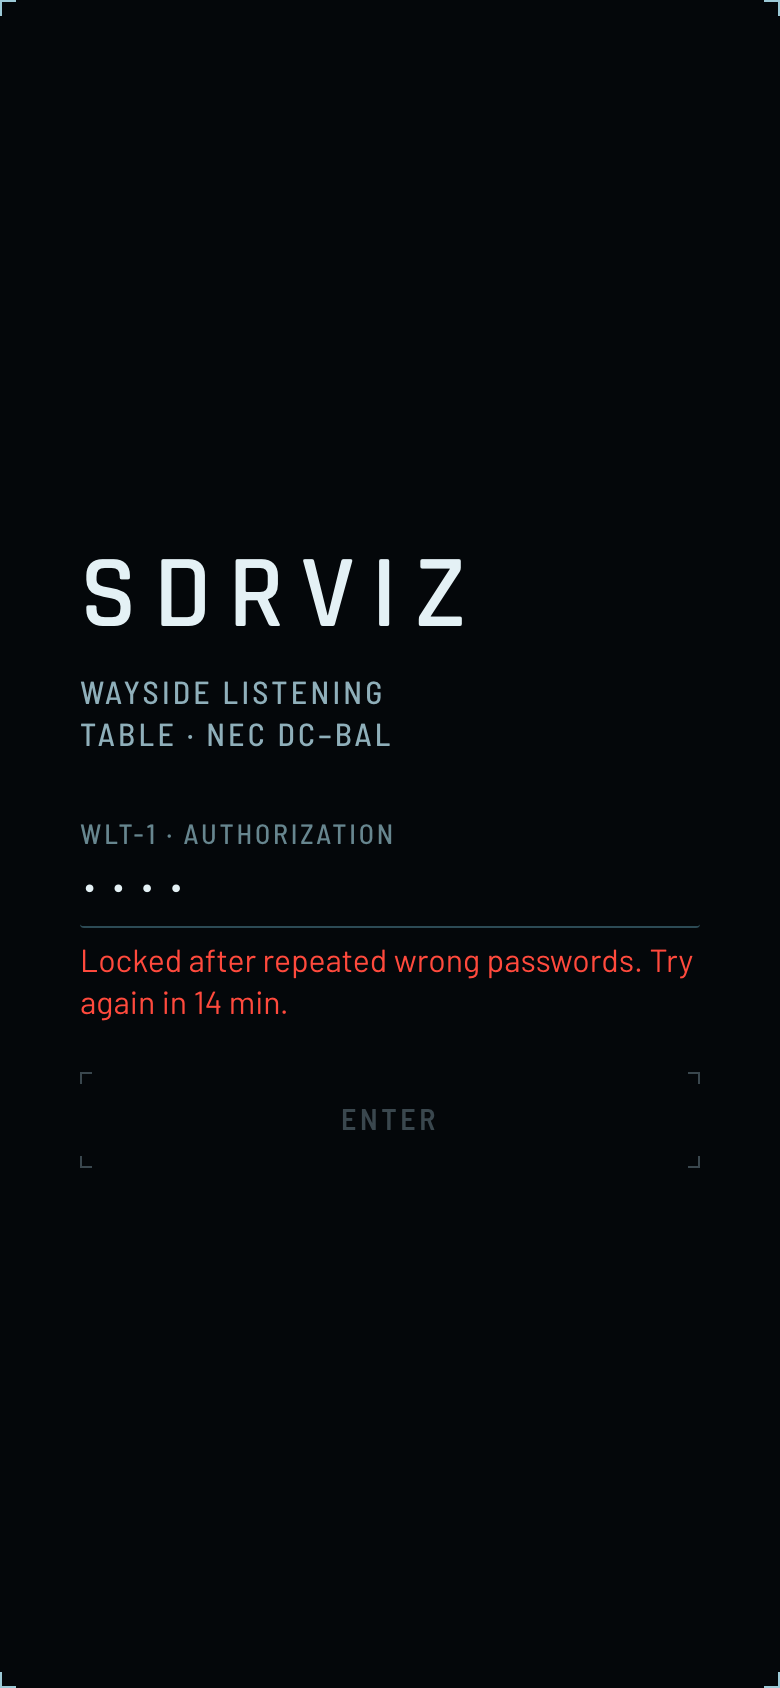 SDRVIZ
WAYSIDE LISTENING
TABLE · NEC DC–BAL
WLT-1 · AUTHORIZATION
••••
Locked after repeated wrong passwords. Try
again in 14 min.
ENTER